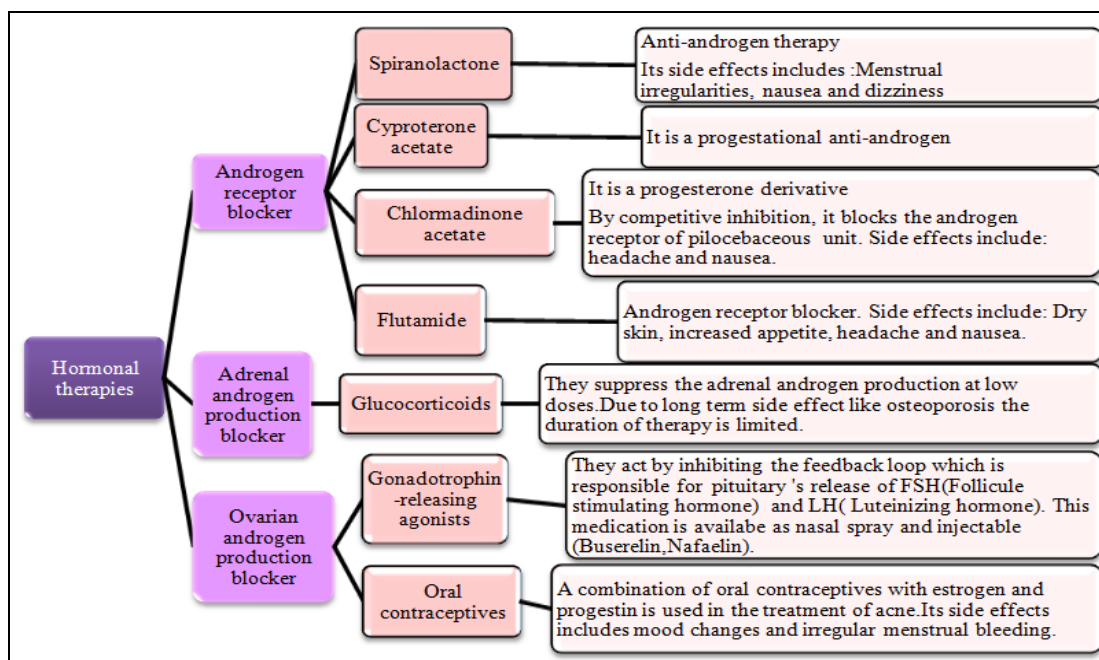 Hormonal
therapies
Androgen
receptor
blocker
Spiranolactone
Anti-androgen therapy
Its side effects includes :Menstrual
irregularities, nausea and dizziness
Cyproterone
acetate
It is a progestational anti-androgen
Chlormadinone
acetate
It is a progesterone derivative
By competitive inhibition, it blocks the androgen
receptor of pilocebaceous unit. Side effects include:
headache and nausea.
Flutamide
Androgen receptor blocker. Side effects include: Dry
skin, increased appetite, headache and nausea.
Adrenal
androgen
production
blocker
Glucocorticoids
They suppress the adrenal androgen production at low
doses.Due to long term side effect like osteoporosis the
duration of therapy is limited.
Ovarian
androgen
production
blocker
Gonadotrophin
-releasing
agonists
They act by inhibiting the feedback loop which is
responsible for pituitary 's release of FSH(Follicule
stimulating hormone) and LH( Luteinizing hormone). This
medication is availabe as nasal spray and injectable
(Buserelin,Nafaelin).
Oral
contraceptives
A combination of oral contraceptives with estrogen and
progestin is used in the treatment of acne.Its side effects
includes mood changes and irregular menstrual bleeding.